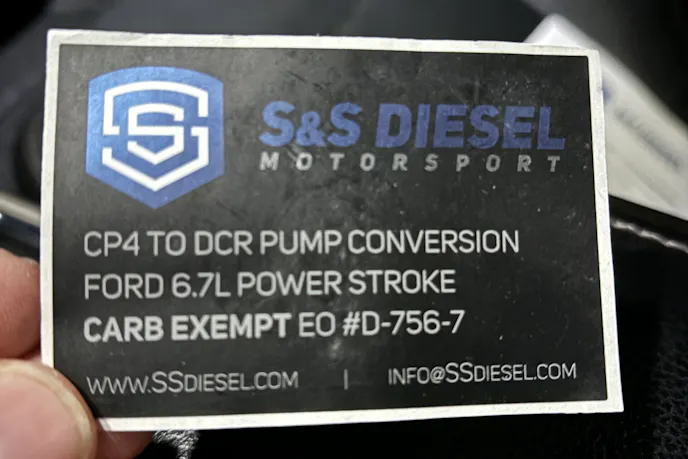 S&S DIESEL
MOTORSPORT
CP4 TO DCR PUMP CONVERSION
FORD 6.7L POWER STROKE
CARB EXEMPT EO #D-756-7
WWW.SSDIESEL.COM | INFO@SSDIESEL.COM